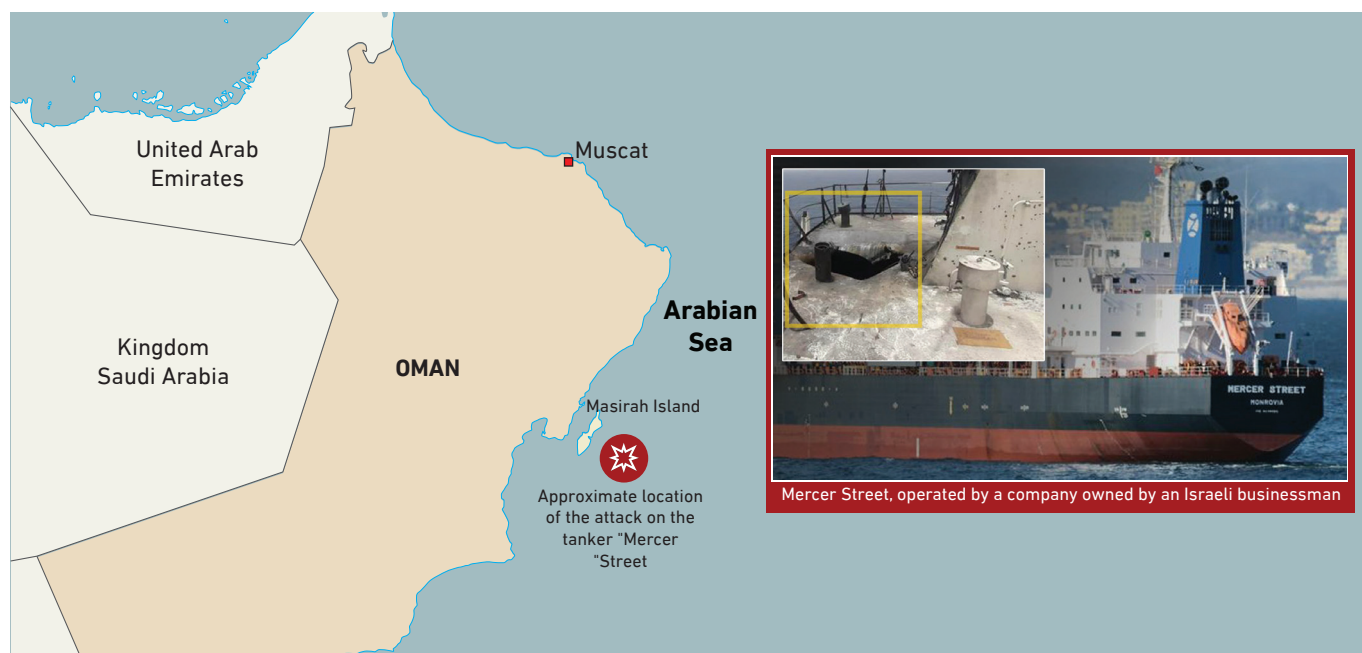 United Arab
Emirates
Muscat
Kingdom
Saudi Arabia
OMAN
Arabian
Sea
Masirah Island
Approximate location
of the attack on the
tanker "Mercer
"Street
MERCER STREET
MONROVIA
Mercer Street, operated by a company owned by an Israeli businessman